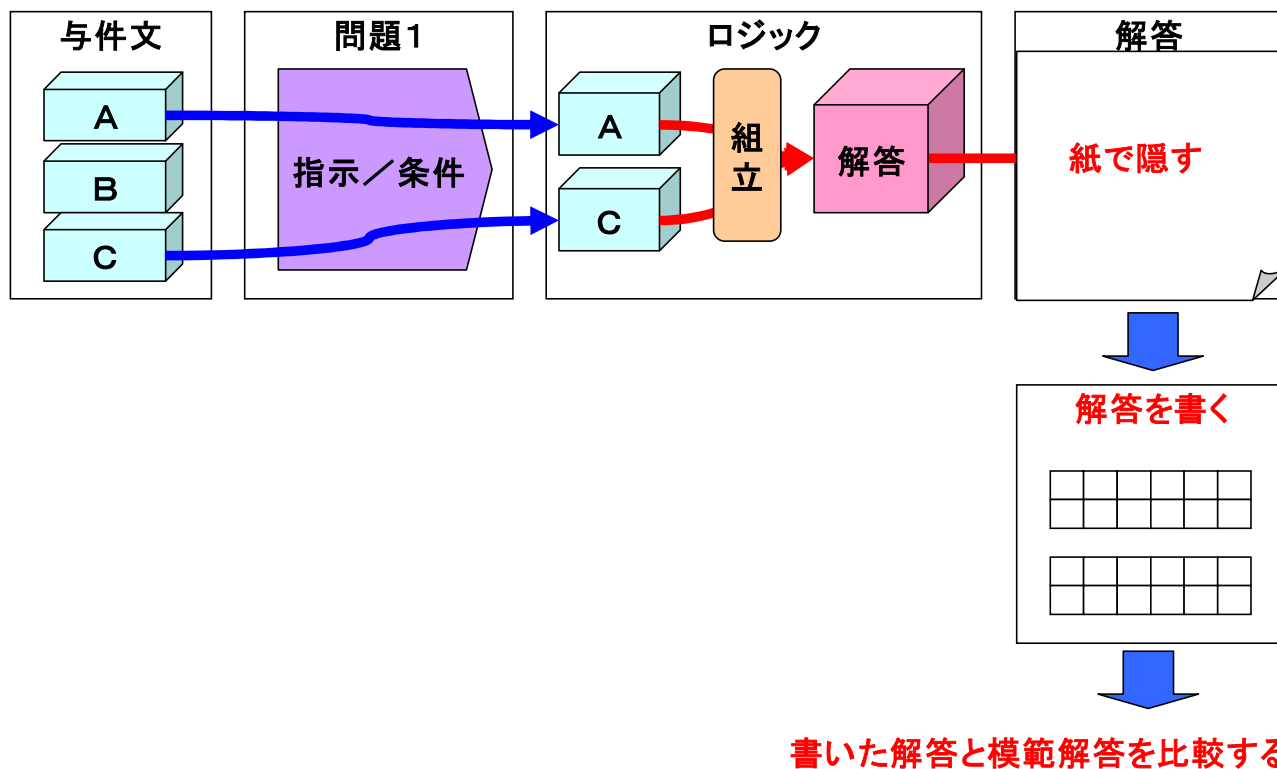 与件文
問題１
ロジック
解答
A
B
C
指示／条件
A
C
組立
解答
紙で隠す
解答を書く
書いた解答と模範解答を比較する